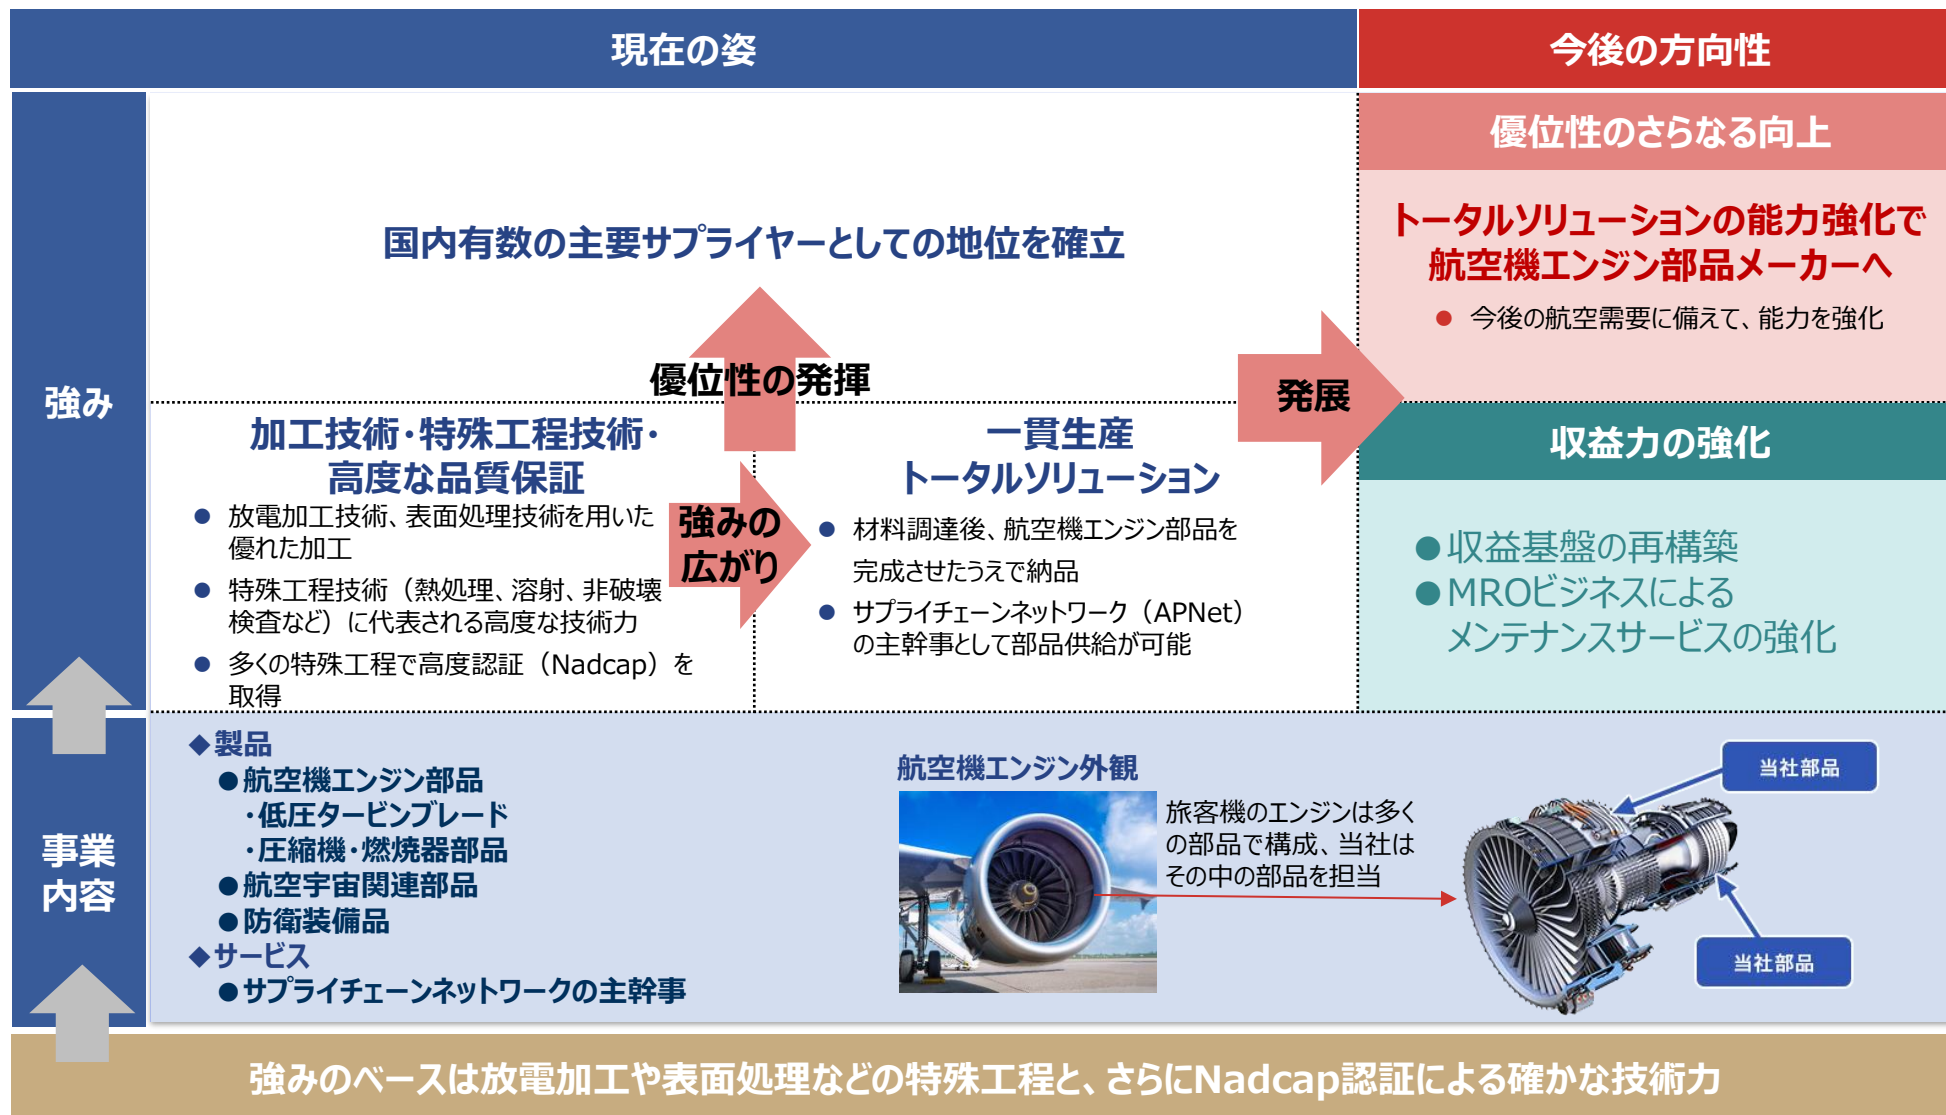 現在の姿
今後の方向性
強み
国内有数の主要サプライヤーとしての地位を確立
優位性の発揮
加工技術・特殊工程技術・
高度な品質保証
● 放電加工技術、表面処理技術を用いた
優れた加工
● 特殊工程技術（熱処理、溶射、非破壊
検査など）に代表される高度な技術力
● 多くの特殊工程で高度認証（Nadcap）を
取得
強みの
広がり
一貫生産
トータルソリューション
● 材料調達後、航空機エンジン部品を
完成させたうえで納品
● サプライチェーンネットワーク（APNet）
の主幹事として部品供給が可能
発展
優位性のさらなる向上
トータルソリューションの能力強化で
航空機エンジン部品メーカーへ
● 今後の航空需要に備えて、能力を強化
収益力の強化
●収益基盤の再構築
●MROビジネスによる
メンテナンスサービスの強化
事業
内容
◆製品
●航空機エンジン部品
・低圧タービンブレード
・圧縮機・燃焼器部品
●航空宇宙関連部品
●防衛装備品
◆サービス
●サプライチェーンネットワークの主幹事
航空機エンジン外観
旅客機のエンジンは多く
の部品で構成、当社は
その中の部品を担当
当社部品
当社部品
強みのベースは放電加工や表面処理などの特殊工程と、さらにNadcap認証による確かな技術力